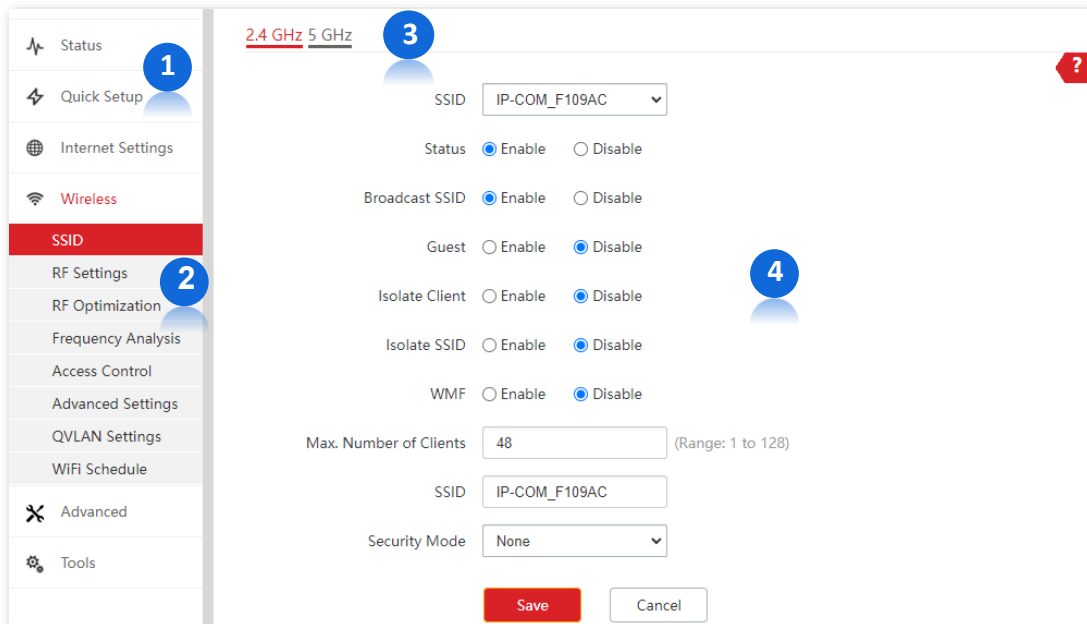 Status
1
Quick Setup
Internet Settings
Wireless
SSID
RF Settings
2
RF Optimization
Frequency Analysis
Access Control
Advanced Settings
QVLAN Settings
WiFi Schedule
Advanced
Tools
2.4 GHz 5 GHz
3
?
SSID IP-COM_F109AC
Status Enable Disable
Broadcast SSID Enable Disable
Guest Enable Disable
4
Isolate Client Enable Disable
Isolate SSID Enable Disable
WMF Enable Disable
Max. Number of Clients 48 (Range: 1 to 128)
SSID IP-COM_F109AC
Security Mode None
Save Cancel